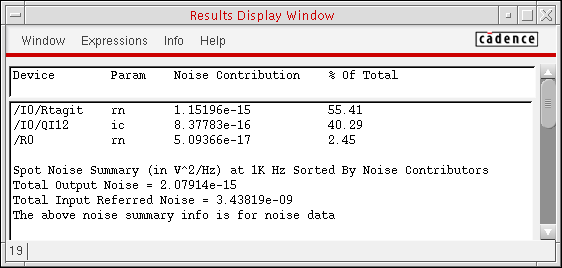 Results Display Window
Window Expressions Info Help cādence
Device Param Noise Contribution % Of Total
/I0/Rtagit rn 1.15196e-15 55.41
/I0/QI12 ic 8.37783e-16 40.29
/R0 rn 5.09366e-17 2.45
Spot Noise Summary (in V^2/Hz) at 1K Hz Sorted By Noise Contributors
Total Output Noise = 2.07914e-15
Total Input Referred Noise = 3.43819e-09
The above noise summary info is for noise data
19